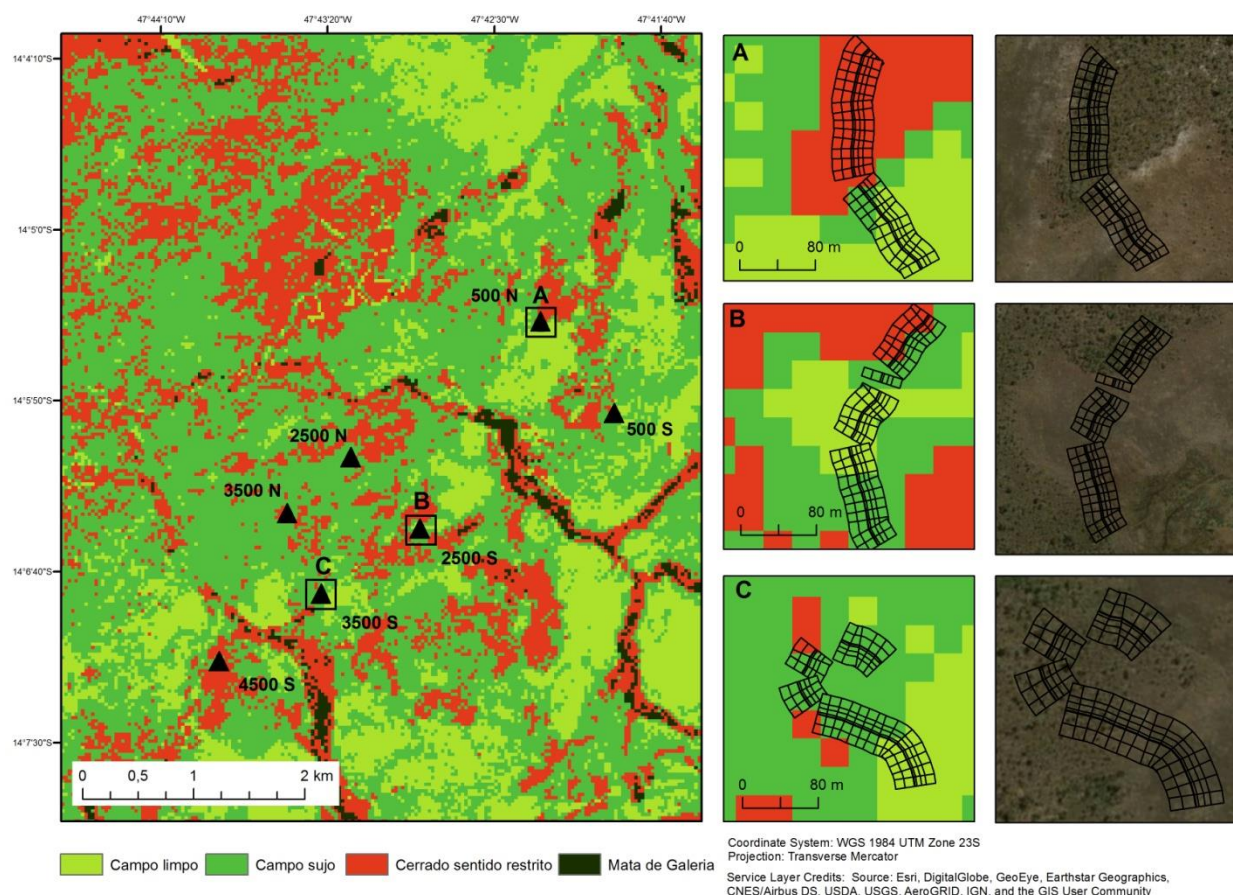 47°44'10"W
47°43'20"W
47°42'30"W
47°41'40"W
14°4'10"S
14°5'0"S
14°5'50"S
14°6'40"S
14°7'30"S
500 N
A
500 S
2500 N
3500 N
B
2500 S
C
3500 S
4500 S
0 0,5 1 2 km
A
0 80 m
B
0 80 m
C
0 80 m
Campo limpo Campo sujo Cerrado sentido restrito Mata de Galeria
Coordinate System: WGS 1984 UTM Zone 23S
Projection: Transverse Mercator
Service Layer Credits: Source: Esri, DigitalGlobe, GeoEye, Earthstar Geographics,
CNES/Airbus DS, USDA, USGS, AeroGRID, IGN, and the GIS User Community